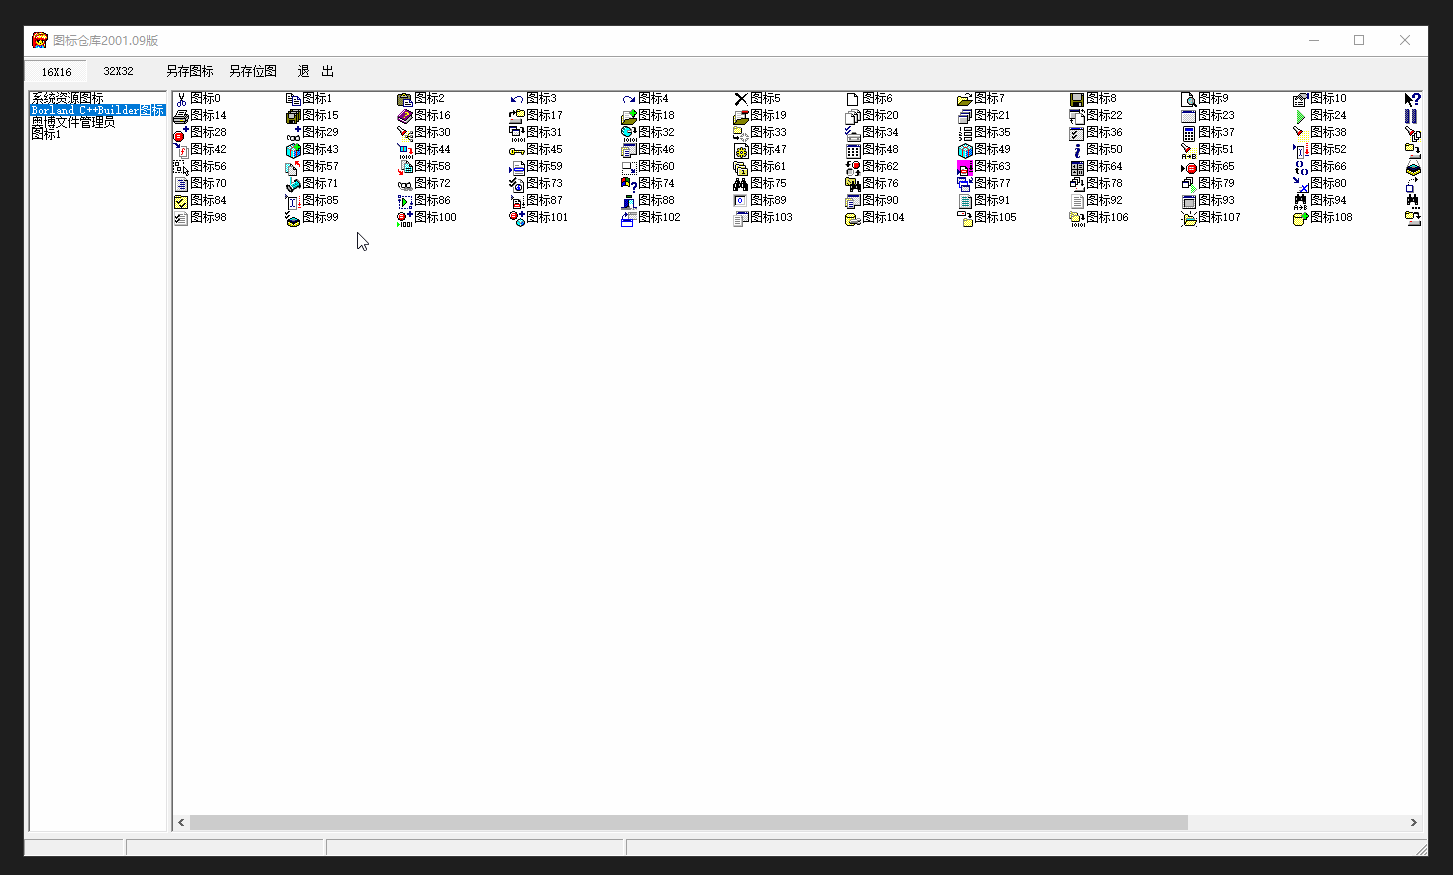 图标仓库2001.09版
16X16 32X32 另存图标 另存位图 退 出
系统资源图标
Borland C++Builder图标
奥博文件管理员
图标1
图标0 图标1 图标2 图标3 图标4 图标5 图标6 图标7 图标8 图标9 图标10
图标14 图标15 图标16 图标17 图标18 图标19 图标20 图标21 图标22 图标23 图标24
图标28 图标29 图标30 图标31 图标32 图标33 图标34 图标35 图标36 图标37 图标38
图标42 图标43 图标44 图标45 图标46 图标47 图标48 图标49 图标50 图标51 图标52
图标56 图标57 图标58 图标59 图标60 图标61 图标62 图标63 图标64 图标65 图标66
图标70 图标71 图标72 图标73 图标74 图标75 图标76 图标77 图标78 图标79 图标80
图标84 图标85 图标86 图标87 图标88 图标89 图标90 图标91 图标92 图标93 图标94
图标98 图标99 图标100 图标101 图标102 图标103 图标104 图标105 图标106 图标107 图标108